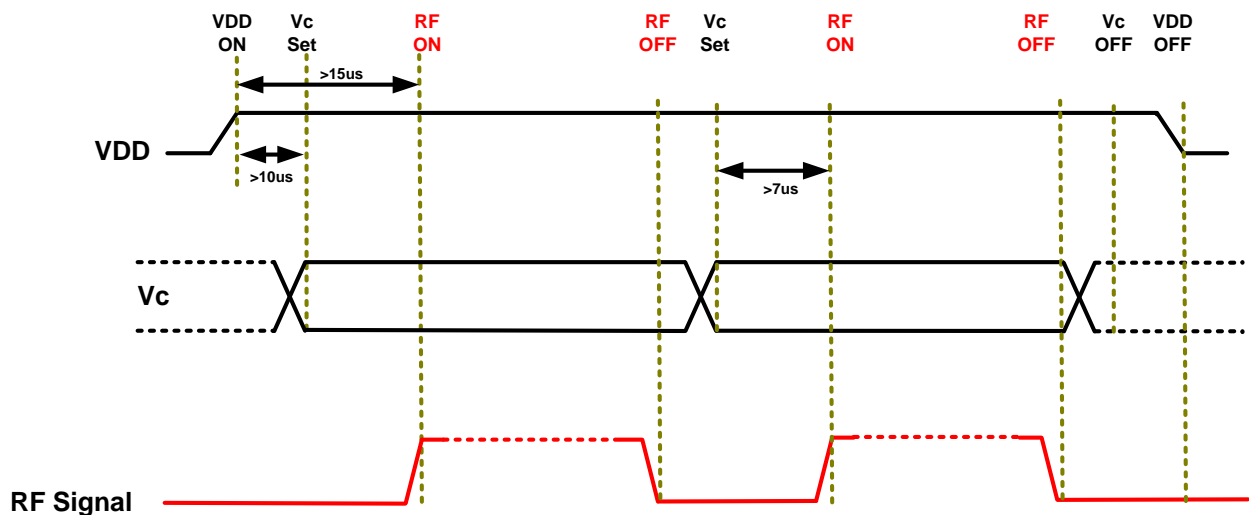 VDD
ON
Vc
Set
RF
ON
RF
OFF
Vc
Set
RF
ON
RF
OFF
Vc
OFF
VDD
OFF
>15us
VDD
>10us
>7us
Vc
RF Signal